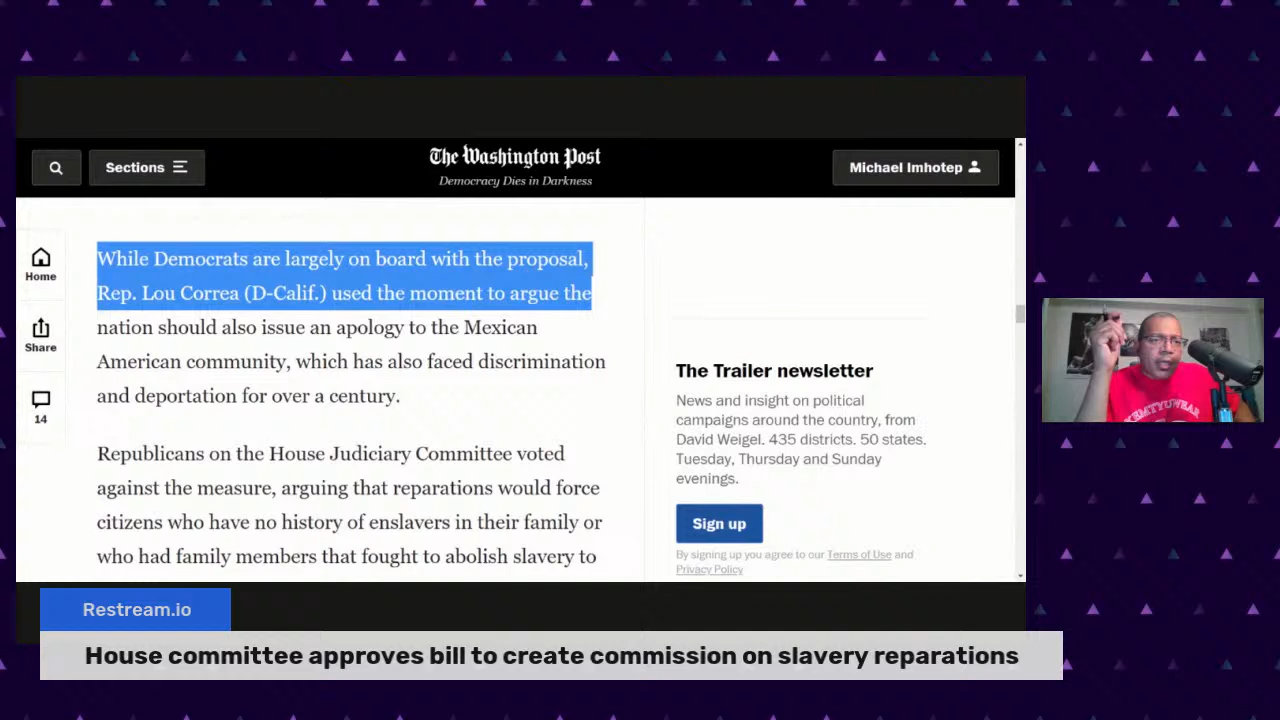 The Washington Post
Democracy Dies in Darkness
Sections
Michael Imhotep
Home
Share
14
While Democrats are largely on board with the proposal,
Rep. Lou Correa (D-Calif.) used the moment to argue the
nation should also issue an apology to the Mexican
American community, which has also faced discrimination
and deportation for over a century.
Republicans on the House Judiciary Committee voted
against the measure, arguing that reparations would force
citizens who have no history of enslavers in their family or
who had family members that fought to abolish slavery to
The Trailer newsletter
News and insight on political
campaigns around the country, from
David Weigel. 435 districts. 50 states.
Tuesday, Thursday and Sunday
evenings.
Sign up
By signing up you agree to our Terms of Use and
Privacy Policy
Restream.io
House committee approves bill to create commission on slavery reparations